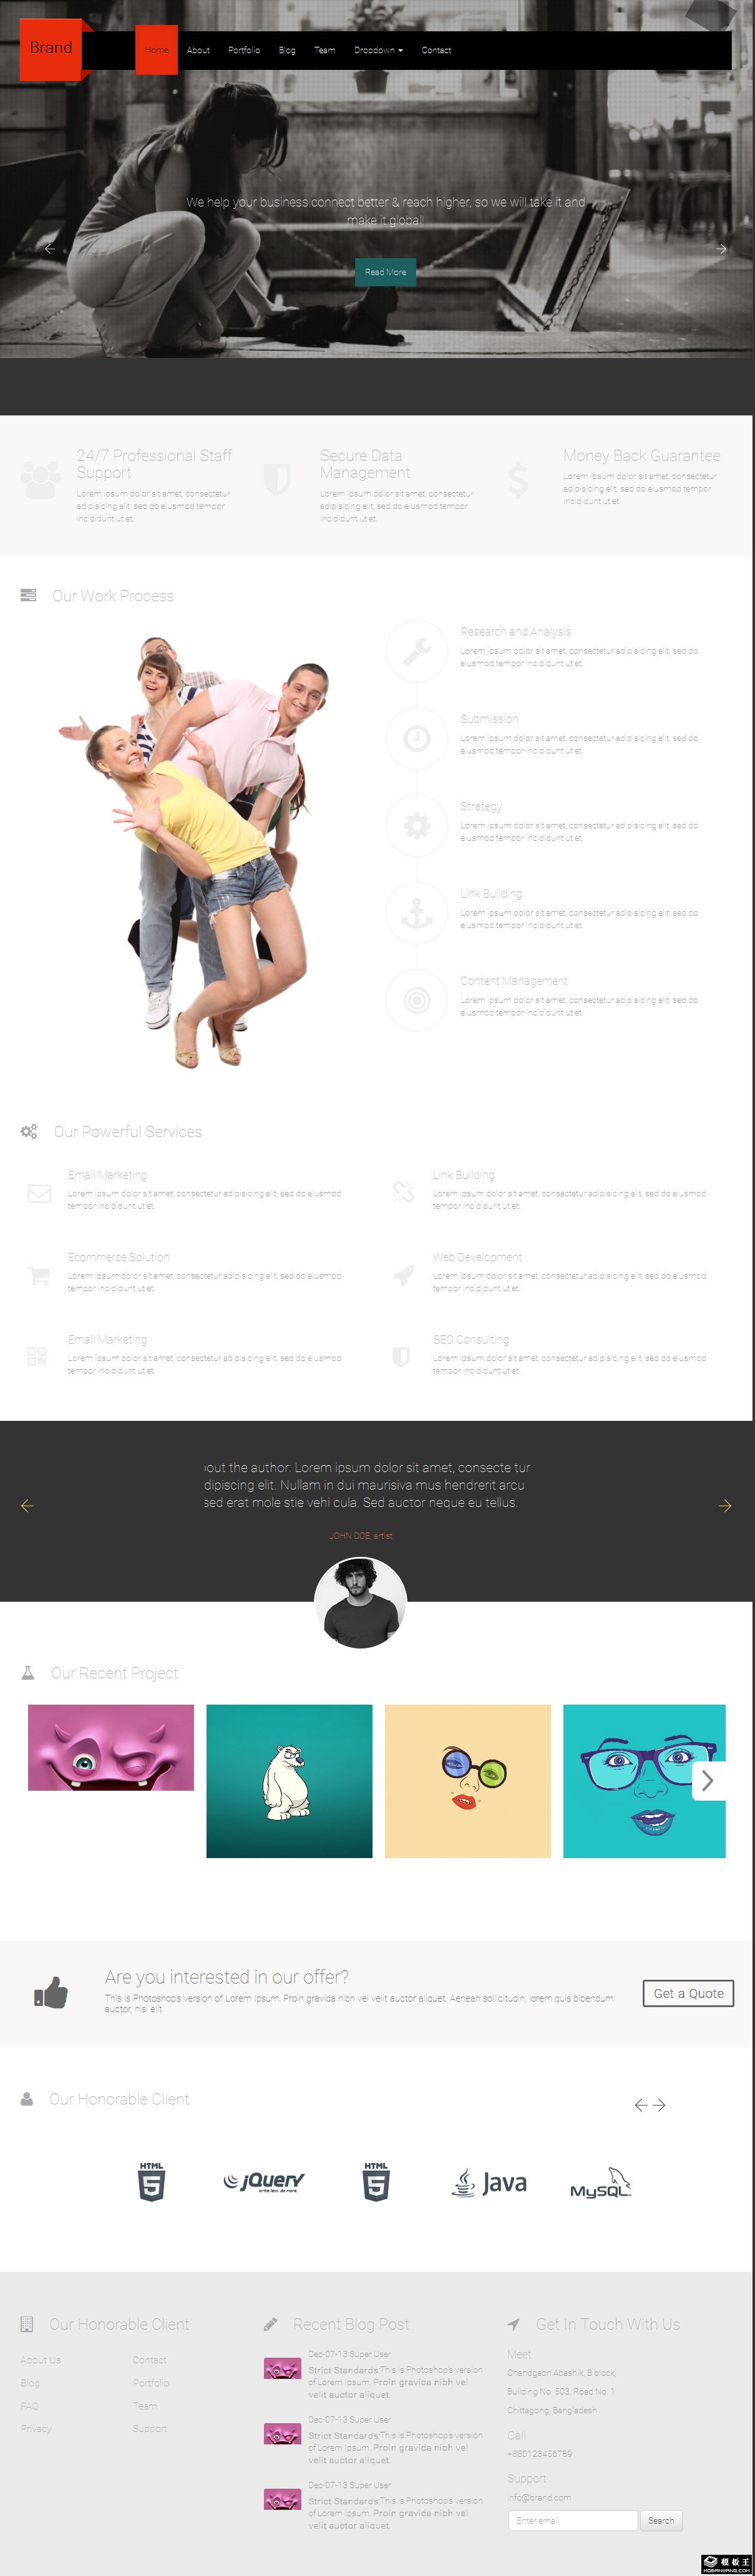 Brand
Home About Portfolio Blog Team Dropdown Contact
We help your business connect better & reach higher, so we will take it and
make it global!
Read More
24/7 Professional Staff
Support
Lorem ipsum dolor sit amet, consectetur
adipisicing elit, sed do eiusmod tempor
incididunt ut et.
Secure Data
Management
Lorem ipsum dolor sit amet, consectetur
adipisicing elit, sed do eiusmod tempor
incididunt ut et.
Money Back Guarantee
Lorem ipsum dolor sit amet, consectetur
adipisicing elit, sed do eiusmod tempor
incididunt ut et.
Our Work Process
Research and Analysis
Lorem ipsum dolor sit amet, consectetur adipisicing elit, sed do
eiusmod tempor incididunt ut et.
Submission
Lorem ipsum dolor sit amet, consectetur adipisicing elit, sed do
eiusmod tempor incididunt ut et.
Strategy
Lorem ipsum dolor sit amet, consectetur adipisicing elit, sed do
eiusmod tempor incididunt ut et.
Link Building
Lorem ipsum dolor sit amet, consectetur adipisicing elit, sed do
eiusmod tempor incididunt ut et.
Content Management
Lorem ipsum dolor sit amet, consectetur adipisicing elit, sed do
eiusmod tempor incididunt ut et.
Our Powerful Services
Email Marketing
Lorem ipsum dolor sit amet, consectetur adipisicing elit, sed do eiusmod
tempor incididunt ut et.
Link Building
Lorem ipsum dolor sit amet, consectetur adipisicing elit, sed do eiusmod
tempor incididunt ut et.
Ecommerce Solution
Lorem ipsum dolor sit amet, consectetur adipisicing elit, sed do eiusmod
tempor incididunt ut et.
Web Development
Lorem ipsum dolor sit amet, consectetur adipisicing elit, sed do eiusmod
tempor incididunt ut et.
Email Marketing
Lorem ipsum dolor sit amet, consectetur adipisicing elit, sed do eiusmod
tempor incididunt ut et.
SEO Consulting
Lorem ipsum dolor sit amet, consectetur adipisicing elit, sed do eiusmod
tempor incididunt ut et.
out the author: Lorem ipsum dolor sit amet, consecte tur
dipiscing elit. Nullam in dui maurisiva mus hendrerit arcu
sed erat mole stie vehi cula. Sed auctor neque eu tellus.
JOHN DOE, artist
Our Recent Project
Are you interested in our offer?
This is Photoshop's version of Lorem Ipsum. Proin gravida nibh vel velit auctor aliquet. Aenean sollicitudin, lorem quis bibendum
auctor, nisi elit
Get a Quote
Our Honorable Client
HTML
5
jQuery
write less, do more.
HTML
5
Java
MySQL
Our Honorable Client
About Us Contact
Blog Portfolio
FAQ Team
Privacy Support
Recent Blog Post
Dec-07-13 Super User
Strict Standards:This is Photoshop's version
of Lorem Ipsum. Proin gravida nibh vel
velit auctor aliquet.
Dec-07-13 Super User
Strict Standards:This is Photoshop's version
of Lorem Ipsum. Proin gravida nibh vel
velit auctor aliquet.
Dec-07-13 Super User
Strict Standards:This is Photoshop's version
of Lorem Ipsum. Proin gravida nibh vel
velit auctor aliquet.
Get In Touch With Us
Meet
Chandgaon Abashik, B block,
Building No. 503, Road No. 1
Chittagong, Bangladesh
Call
+880123456789
Support
info@brand.com
Enter email Search
模板王
MOBANWANG.COM